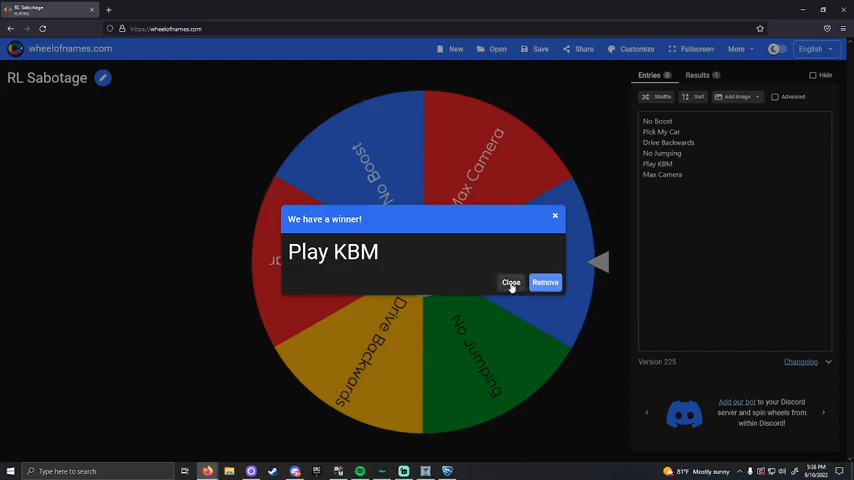 RL Sabotage
PLAYING
https://wheelofnames.com
wheelofnames.com
New
Open
Save
Share
Customize
Fullscreen
More
English
RL Sabotage
Entries 6
Results 1
Hide
Shuffle
Sort
Add image
Advanced
No Boost
Pick My Car
Drive Backwards
No Jumping
Play KBM
Max Camera
No Boost
Max Camera
We have a winner!
Play KBM
Close
Remove
Drive Backwards
No Jumping
Version 225
Changelog
Add our bot to your Discord
server and spin wheels from
within Discord!
Type here to search
81°F Mostly sunny
5:38 PM
9/10/2022